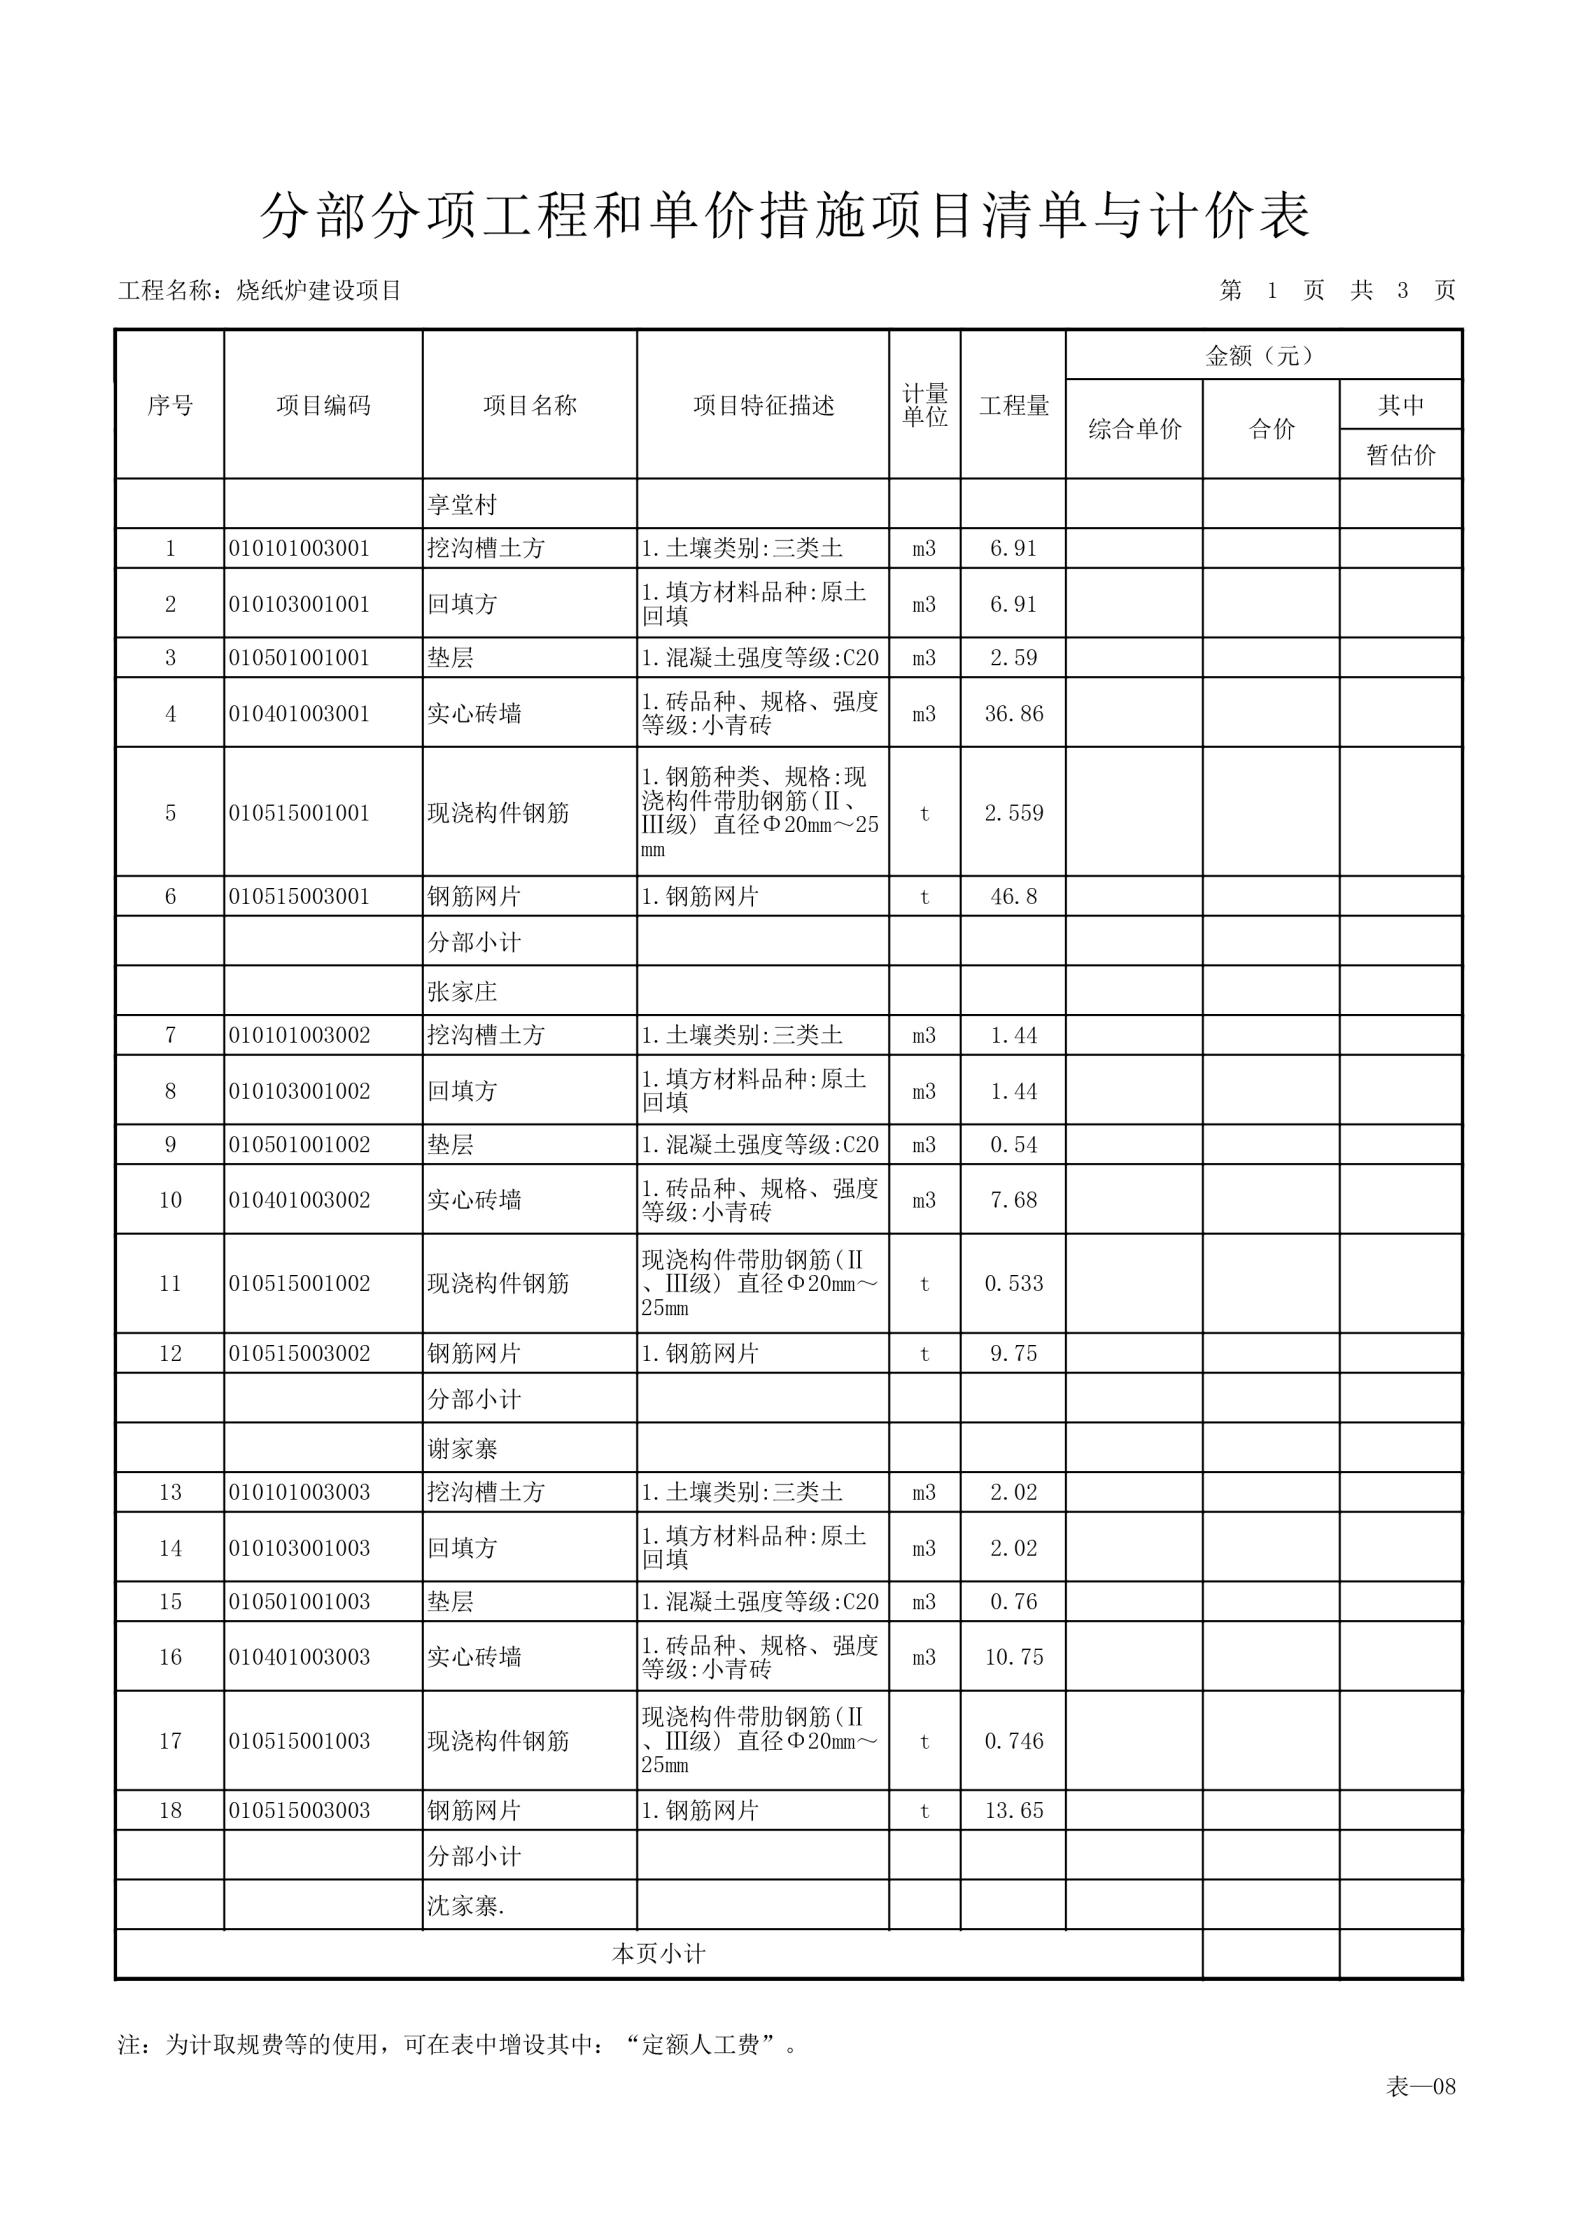 分部分项工程和单价措施项目清单与计价表
工程名称：烧纸炉建设项目 第 1 页 共 3 页
序号 项目编码 项目名称 项目特征描述 计量单位 工程量 金额（元）
综合单价 合价 其中
暂估价
享堂村
1 010101003001 挖沟槽土方 1.土壤类别:三类土 m3 6.91
2 010103001001 回填方 1.填方材料品种:原土回填 m3 6.91
3 010501001001 垫层 1.混凝土强度等级:C20 m3 2.59
4 010401003001 实心砖墙 1.砖品种、规格、强度等级:小青砖 m3 36.86
5 010515001001 现浇构件钢筋 1.钢筋种类、规格:现浇构件带肋钢筋(Ⅱ、Ⅲ级) 直径Φ20mm～25mm t 2.559
6 010515003001 钢筋网片 1.钢筋网片 t 46.8
分部小计
张家庄
7 010101003002 挖沟槽土方 1.土壤类别:三类土 m3 1.44
8 010103001002 回填方 1.填方材料品种:原土回填 m3 1.44
9 010501001002 垫层 1.混凝土强度等级:C20 m3 0.54
10 010401003002 实心砖墙 1.砖品种、规格、强度等级:小青砖 m3 7.68
11 010515001002 现浇构件钢筋 现浇构件带肋钢筋(Ⅱ、Ⅲ级) 直径Φ20mm～25mm t 0.533
12 010515003002 钢筋网片 1.钢筋网片 t 9.75
分部小计
谢家寨
13 010101003003 挖沟槽土方 1.土壤类别:三类土 m3 2.02
14 010103001003 回填方 1.填方材料品种:原土回填 m3 2.02
15 010501001003 垫层 1.混凝土强度等级:C20 m3 0.76
16 010401003003 实心砖墙 1.砖品种、规格、强度等级:小青砖 m3 10.75
17 010515001003 现浇构件钢筋 现浇构件带肋钢筋(Ⅱ、Ⅲ级) 直径Φ20mm～25mm t 0.746
18 010515003003 钢筋网片 1.钢筋网片 t 13.65
分部小计
沈家寨.
本页小计
注：为计取规费等的使用，可在表中增设其中：“定额人工费”。
表—08